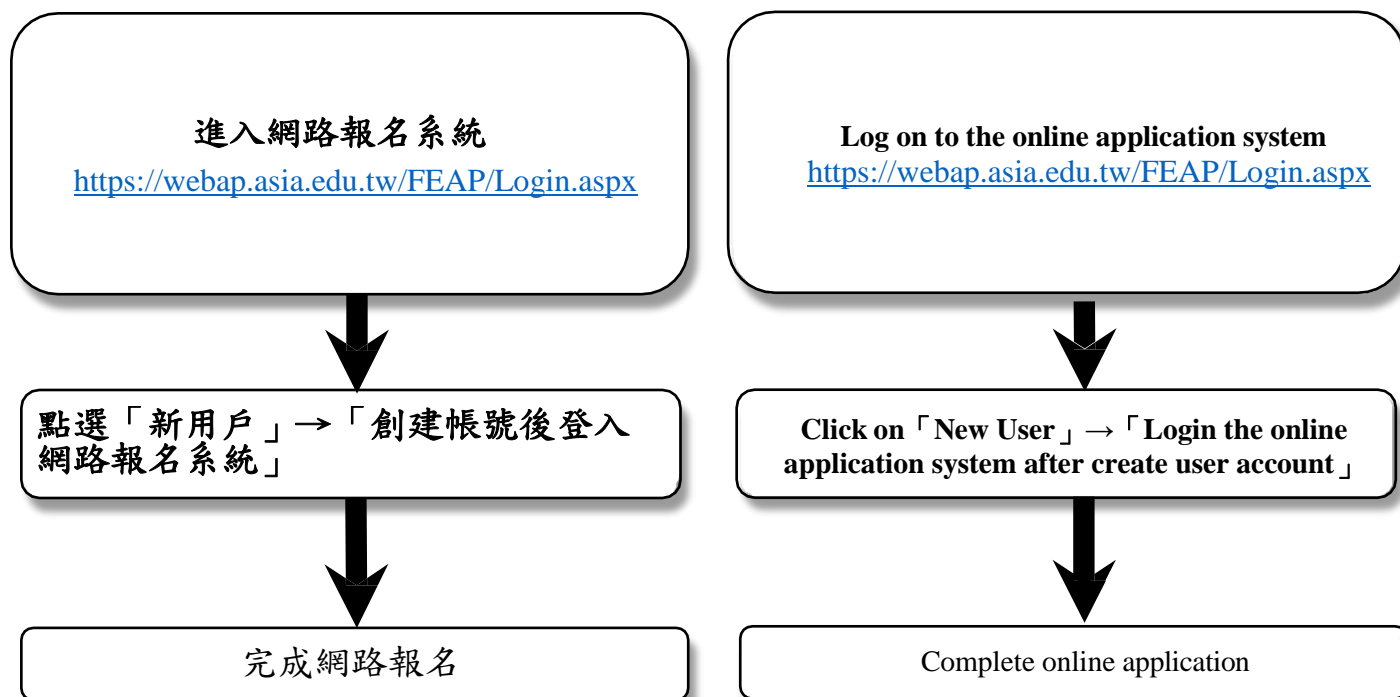 進入網路報名系統
https://webap.asia.edu.tw/FEAP/Login.aspx
點選「新用戶」→「創建帳號後登入
網路報名系統」
完成網路報名
Log on to the online application system
https://webap.asia.edu.tw/FEAP/Login.aspx
Click on「New User」→「Login the online
application system after create user account」
Complete online application